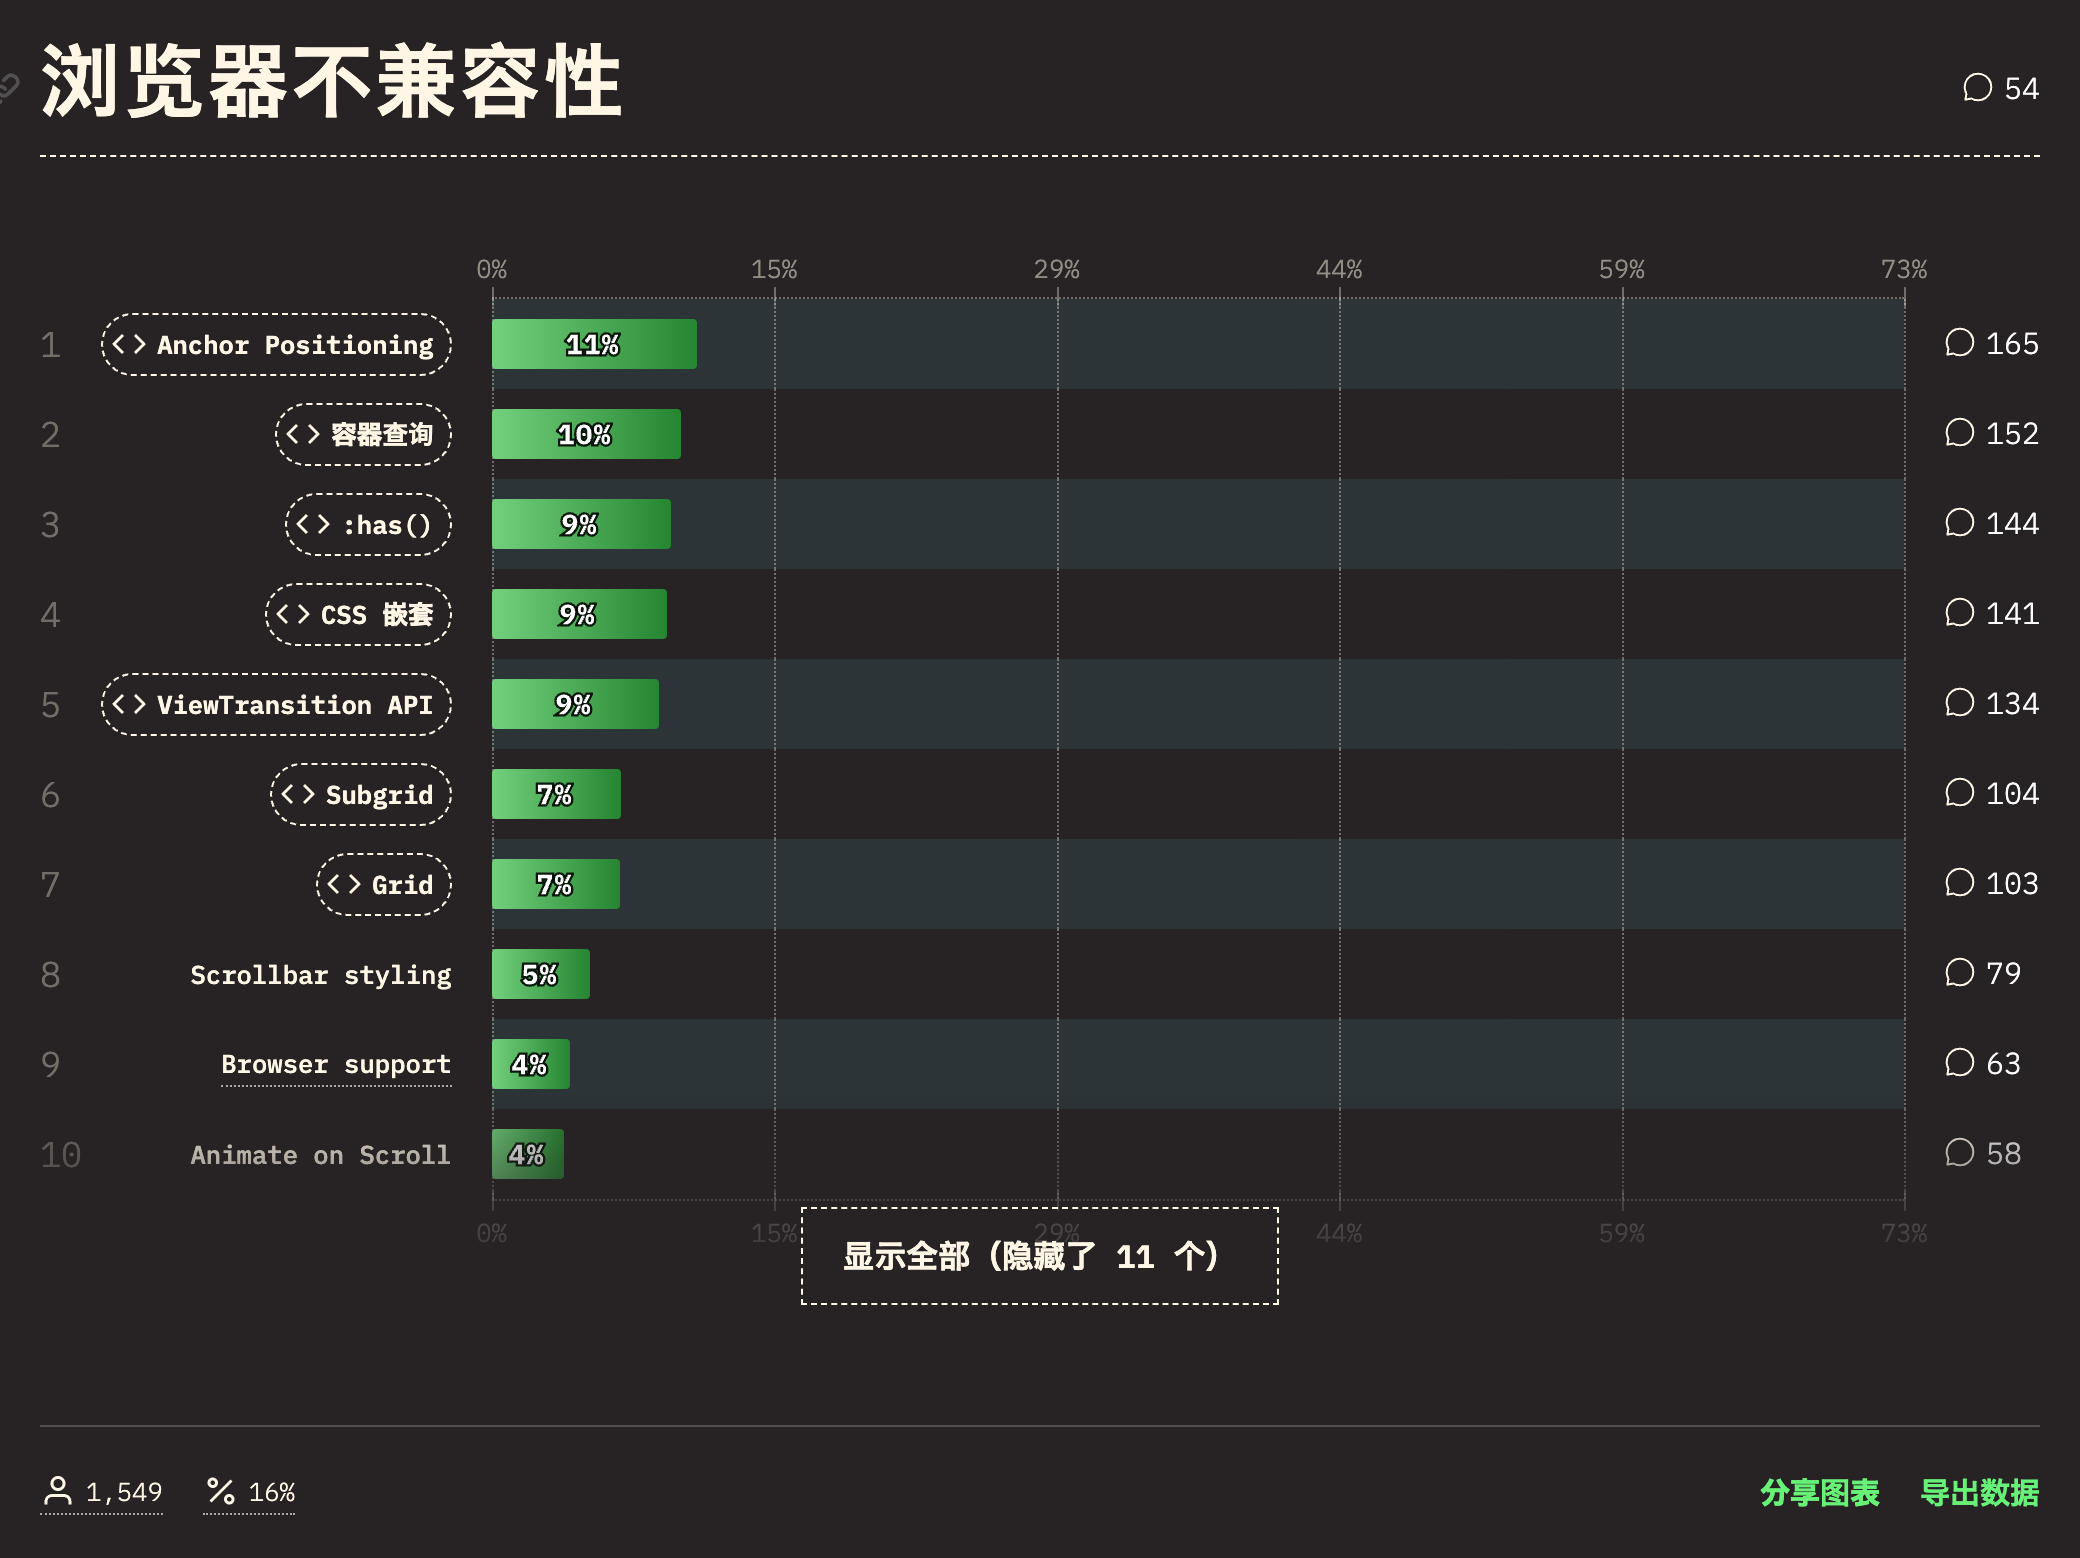 浏览器不兼容性
54
0% 15% 29% 44% 59% 73%
1 <> Anchor Positioning 11% 165
2 <> 容器查询 10% 152
3 <> :has() 9% 144
4 <> CSS 嵌套 9% 141
5 <> ViewTransition API 9% 134
6 <> Subgrid 7% 104
7 <> Grid 7% 103
8 Scrollbar styling 5% 79
9 Browser support 4% 63
10 Animate on Scroll 4% 58
0% 15% 29% 44% 59% 73%
显示全部（隐藏了 11 个）
1,549 % 16%
分享图表 导出数据